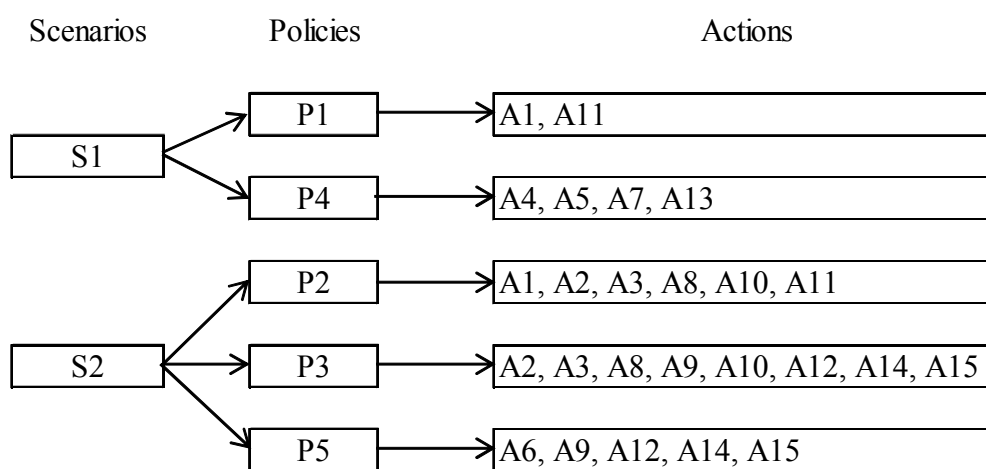 Scenarios Policies Actions
P1 A1, A11
S1
P4 A4, A5, A7, A13
P2 A1, A2, A3, A8, A10, A11
S2 P3 A2, A3, A8, A9, A10, A12, A14, A15
P5 A6, A9, A12, A14, A15